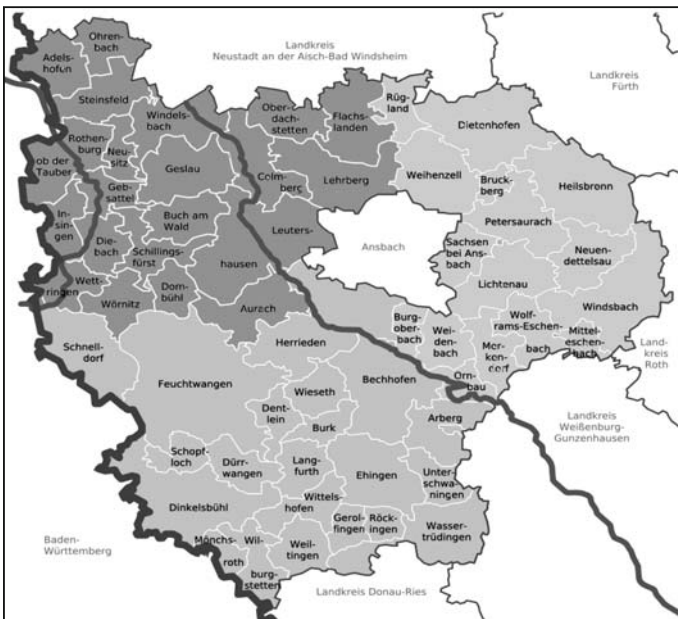 Ohren-
bach
Adels-
hofen
Landkreis
Neustadt an der Aisch-Bad Windsheim
Landkreis
Fürth
Steinsfeld
Windels-
bach
Ober-
dach-
stetten
Flachs-
landen
Rüg-
land
Dietenhofen
Rothen-
burg
ob der
Tauber
Neu-
sitz
Geslau
Colm-
berg
Lehrberg
Weihenzell
Bruck-
berg
Heilsbronn
Geb-
sattel
In-
singen
Buch am
Wald
Leuters-
hausen
Ansbach
Petersaurach
Sachsen
bei Ans-
bach
Neuen-
dettelsau
Die-
bach
Schillings-
fürst
Lichtenau
Wett-
ringen
Wörnitz
Dom-
bühl
Aurach
Windsbach
Burg-
ober-
bach
Wei-
den-
bach
Wolf-
rams-Eschen-
bach
Mer-
ken-
dorf
Mittel-
eschen-
bach
Land-
kreis
Roth
Schnell-
dorf
Herrieden
Feuchtwangen
Wieseth
Bechhofen
Orn-
bau
Dent-
lein
Burk
Arberg
Landkreis
Weißenburg-
Gunzenhausen
Schopf-
loch
Dürr-
wangen
Lang-
furth
Ehingen
Unter-
schwa-
ningen
Dinkelsbühl
Wittels-
hofen
Gerol-
fingen
Röck-
ingen
Wasser-
trüdingen
Baden-
Württemberg
Mönchs-
roth
Wil-
burg-
stetten
Weil-
tingen
Landkreis Donau-Ries